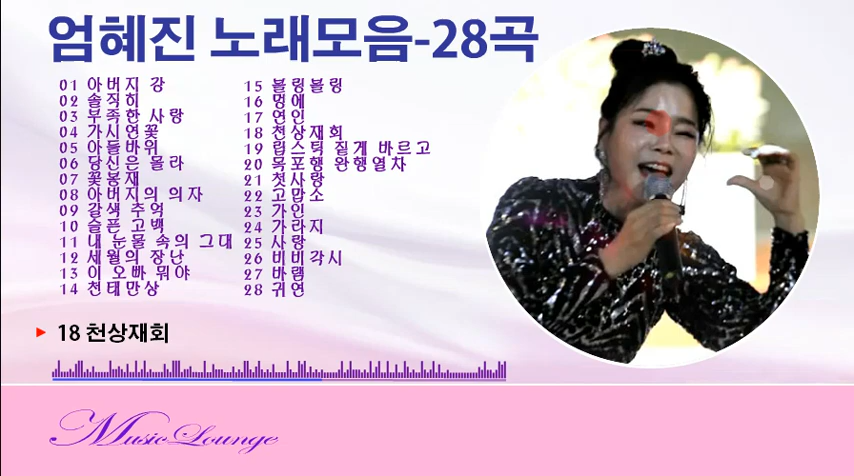 엄혜진 노래모음-28곡
01 아버지 강
02 솔직히
03 부족한 사랑
04 가시연꽃
05 아들바위
06 당신은 몰라
07 꽃봉재
08 아버지의 의자
09 갈색 추억
10 슬픈 고백
11 내 눈물 속의 그대
12 세월의 장난
13 이 오빠 뭐야
14 천태만상
15 볼링볼링
16 멍에
17 연인
18 천상재회
19 립스틱 짙게 바르고
20 목포행 완행열차
21 첫사랑
22 고맙소
23 가인
24 가라지
25 사랑
26 비비각시
27 바램
28 귀연
18 천상재회
MusicLounge